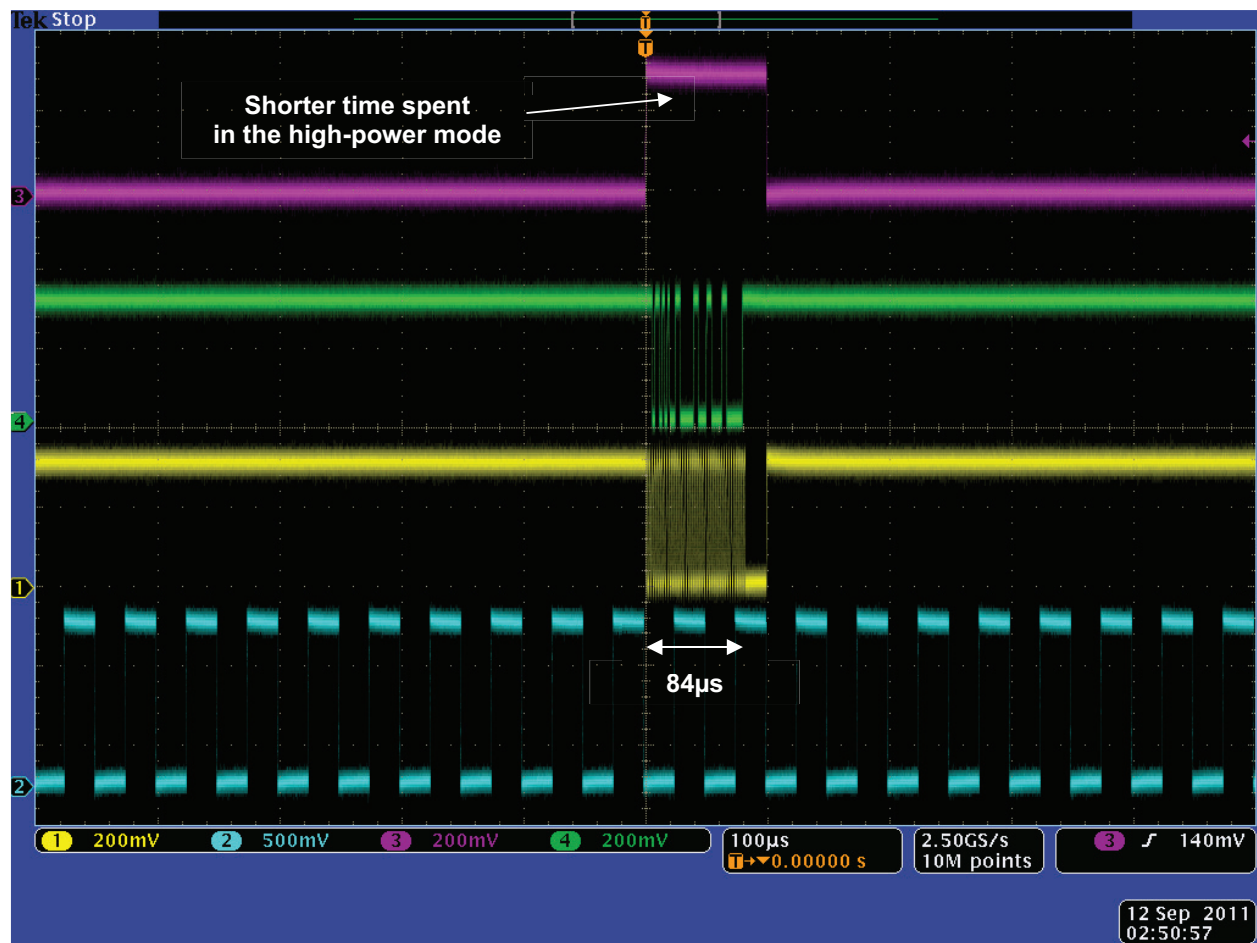 Tek Stop
T
T
Shorter time spent
in the high-power mode
3
4
1
84µs
2
1 200mV 2 500mV 3 200mV 4 200mV
100µs
T→▼0.00000 s
2.50GS/s
10M points
3 ʃ 140mV
12 Sep 2011
02:50:57